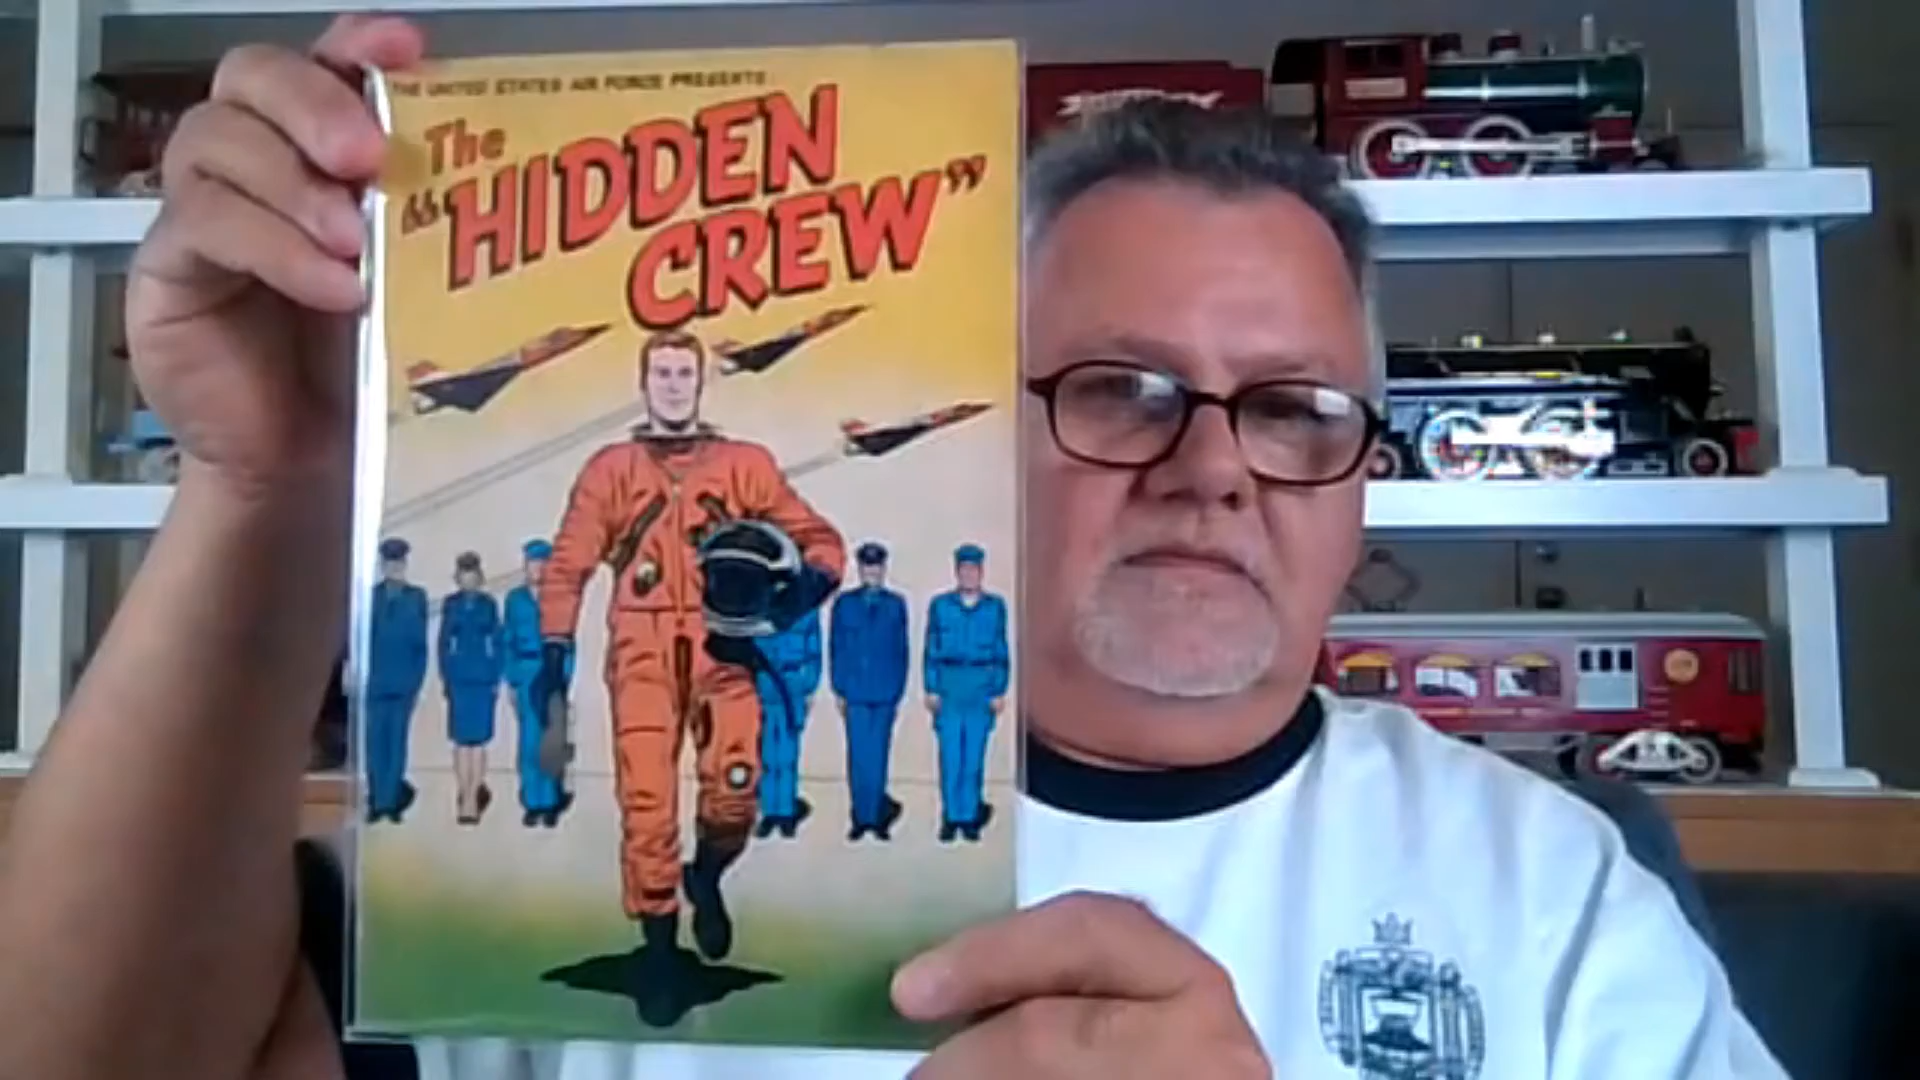 THE UNITED STATES AIR FORCE PRESENTS
The
"HIDDEN
CREW"